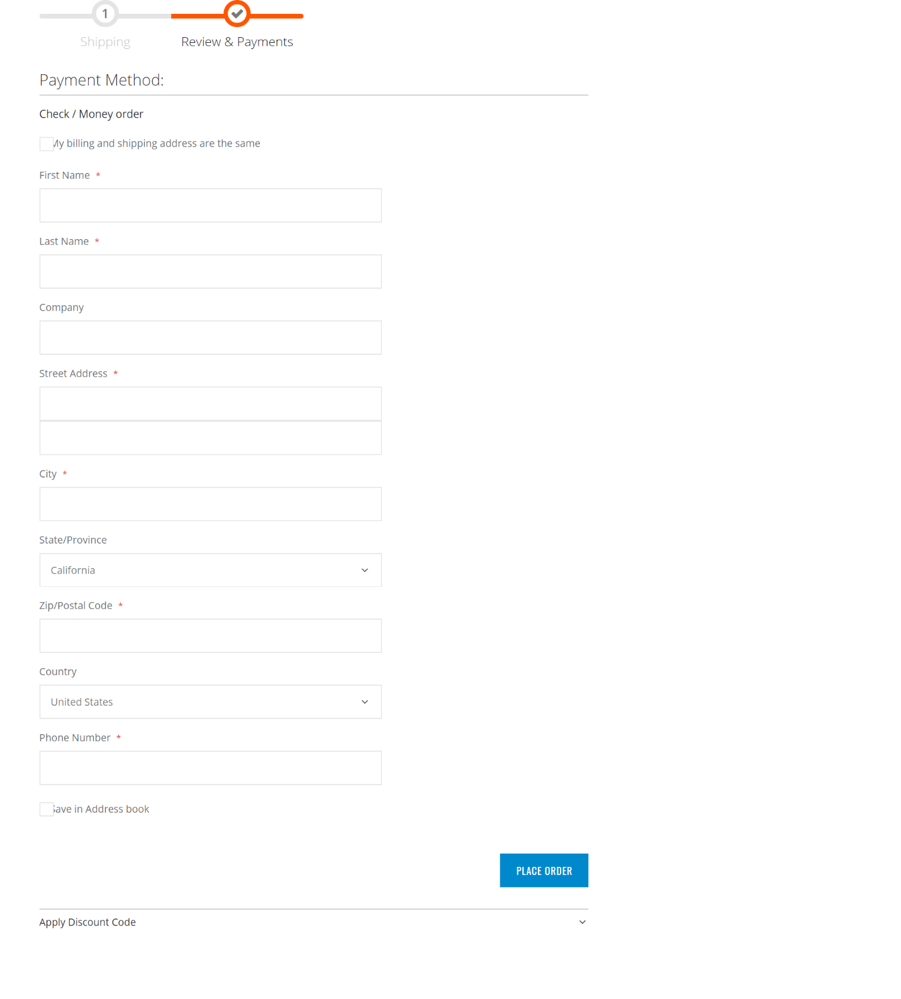 1
Shipping
Review & Payments
Payment Method:
Check / Money order
My billing and shipping address are the same
First Name *
Last Name *
Company
Street Address *
City *
State/Province
California
Zip/Postal Code *
Country
United States
Phone Number *
Save in Address book
PLACE ORDER
Apply Discount Code